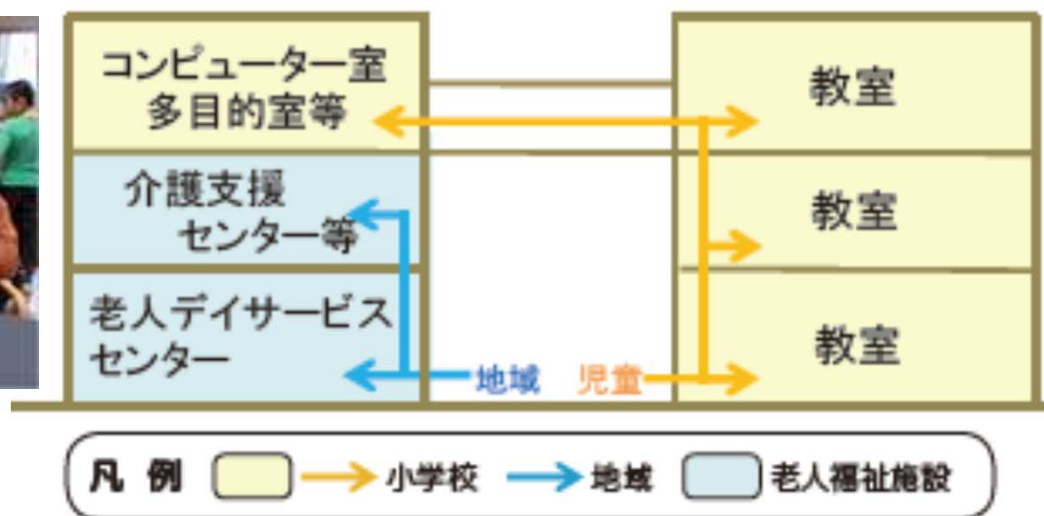 コンピューター室
多目的室等
教室
介護支援
センター等
教室
老人デイサービス
センター
教室
地域 児童
凡 例 小学校 地域 老人福祉施設